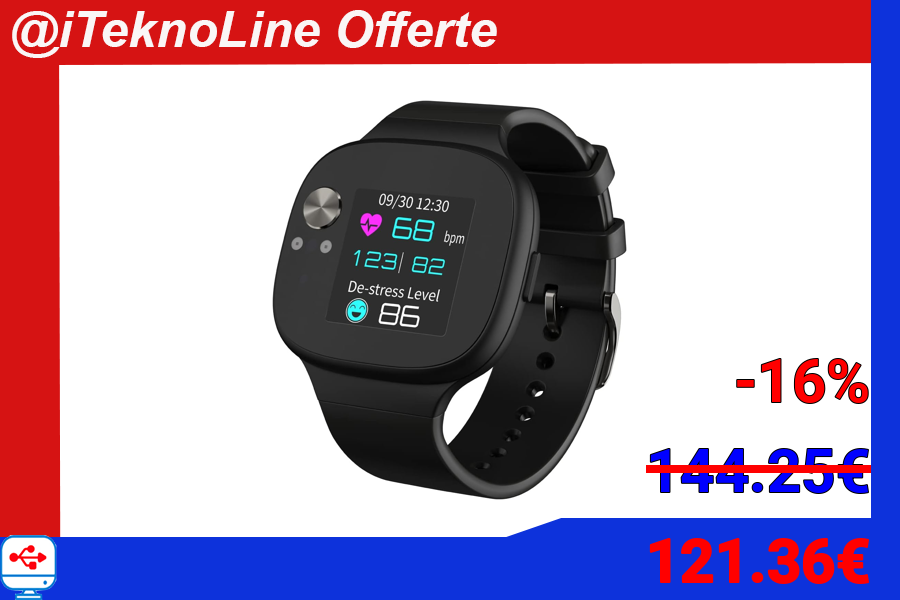 @iTeknoLine Offerte
09/30 12:30
68 bpm
123| 82
De-stress Level
86
-16%
144.25€
121.36€